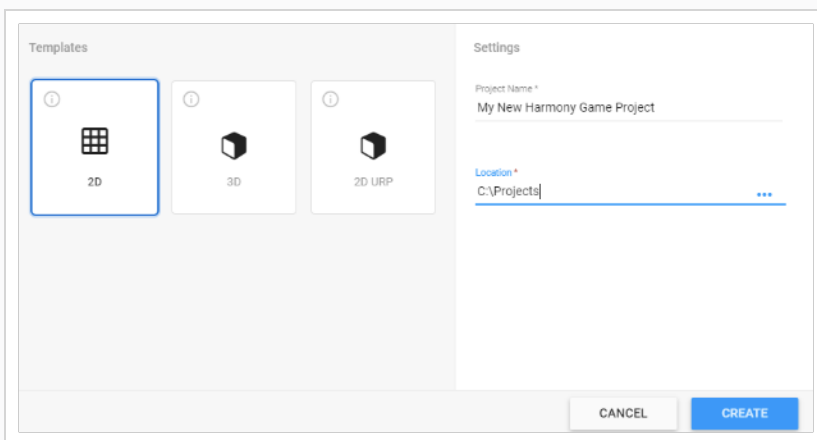 Templates
2D
3D
2D URP
Settings
Project Name *
My New Harmony Game Project
Location *
C:\Projects
CANCEL
CREATE